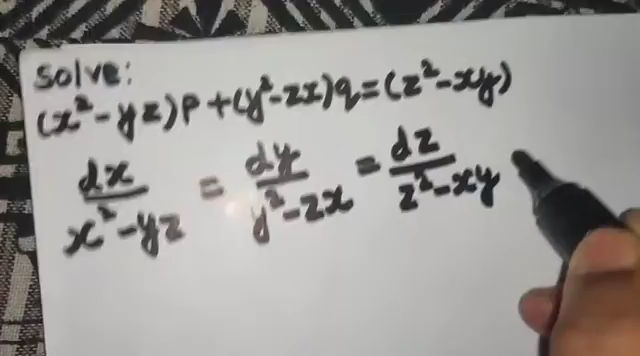 Solve:
(x²-yz)p+(y²-zx)q=(z²-xy)
dx/x²-yz = dy/y²-zx = dz/z²-xy